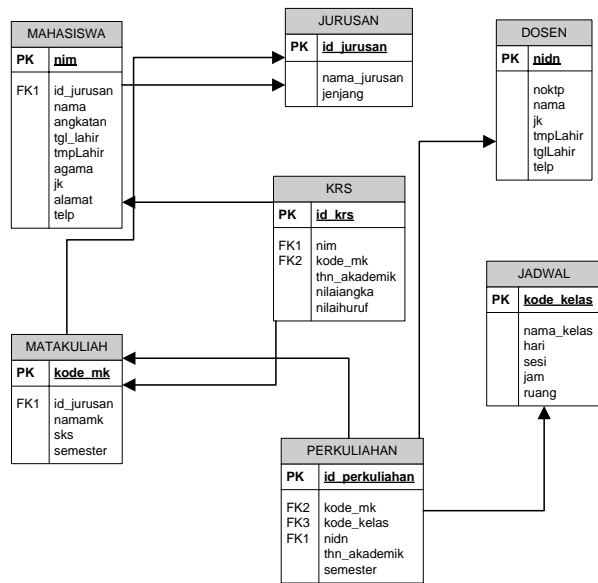 MAHASISWA
PK nim
FK1 id_jurusan
nama
angkatan
tgl_lahir
tmpLahir
agama
jk
alamat
telp
JURUSAN
PK id_jurusan
nama_jurusan
jenjang
DOSEN
PK nidn
noktp
nama
jk
tmpLahir
tglLahir
telp
KRS
PK id_krs
FK1 nim
FK2 kode_mk
thn_akademik
nilaiangka
nilaihuruf
JADWAL
PK kode_kelas
nama_kelas
hari
sesi
jam
ruang
MATAKULIAH
PK kode_mk
FK1 id_jurusan
namamk
sks
semester
PERKULIAHAN
PK id_perkuliahan
FK2 kode_mk
FK3 kode_kelas
FK1 nidn
thn_akademik
semester